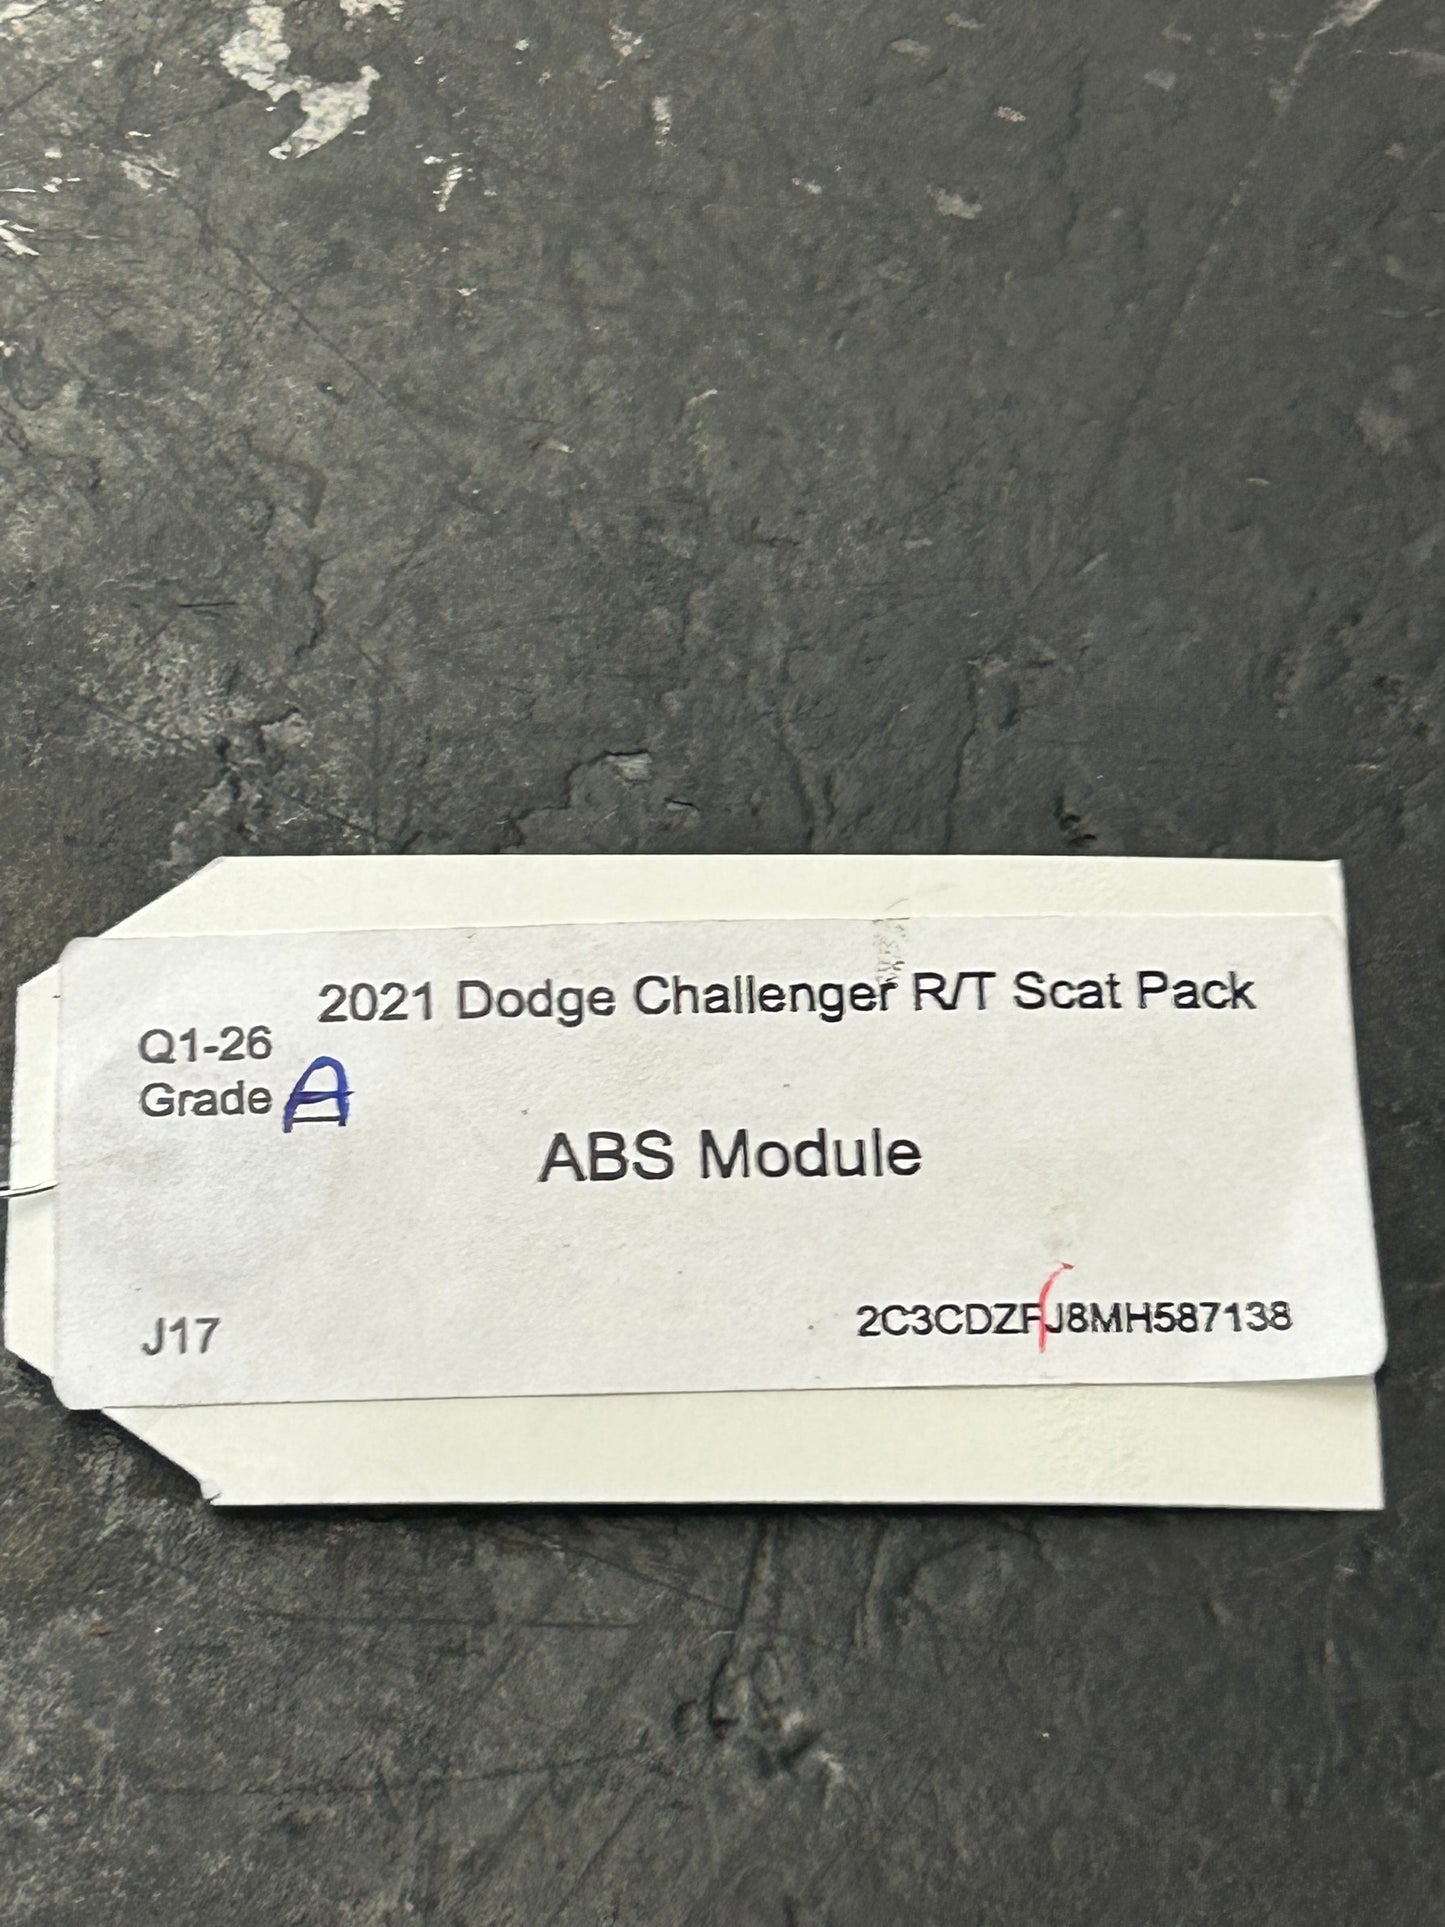 2021 Dodge Challenger R/T Scat Pack
Q1-26
Grade A
ABS Module
J17
2C3CDZFJ8MH587138